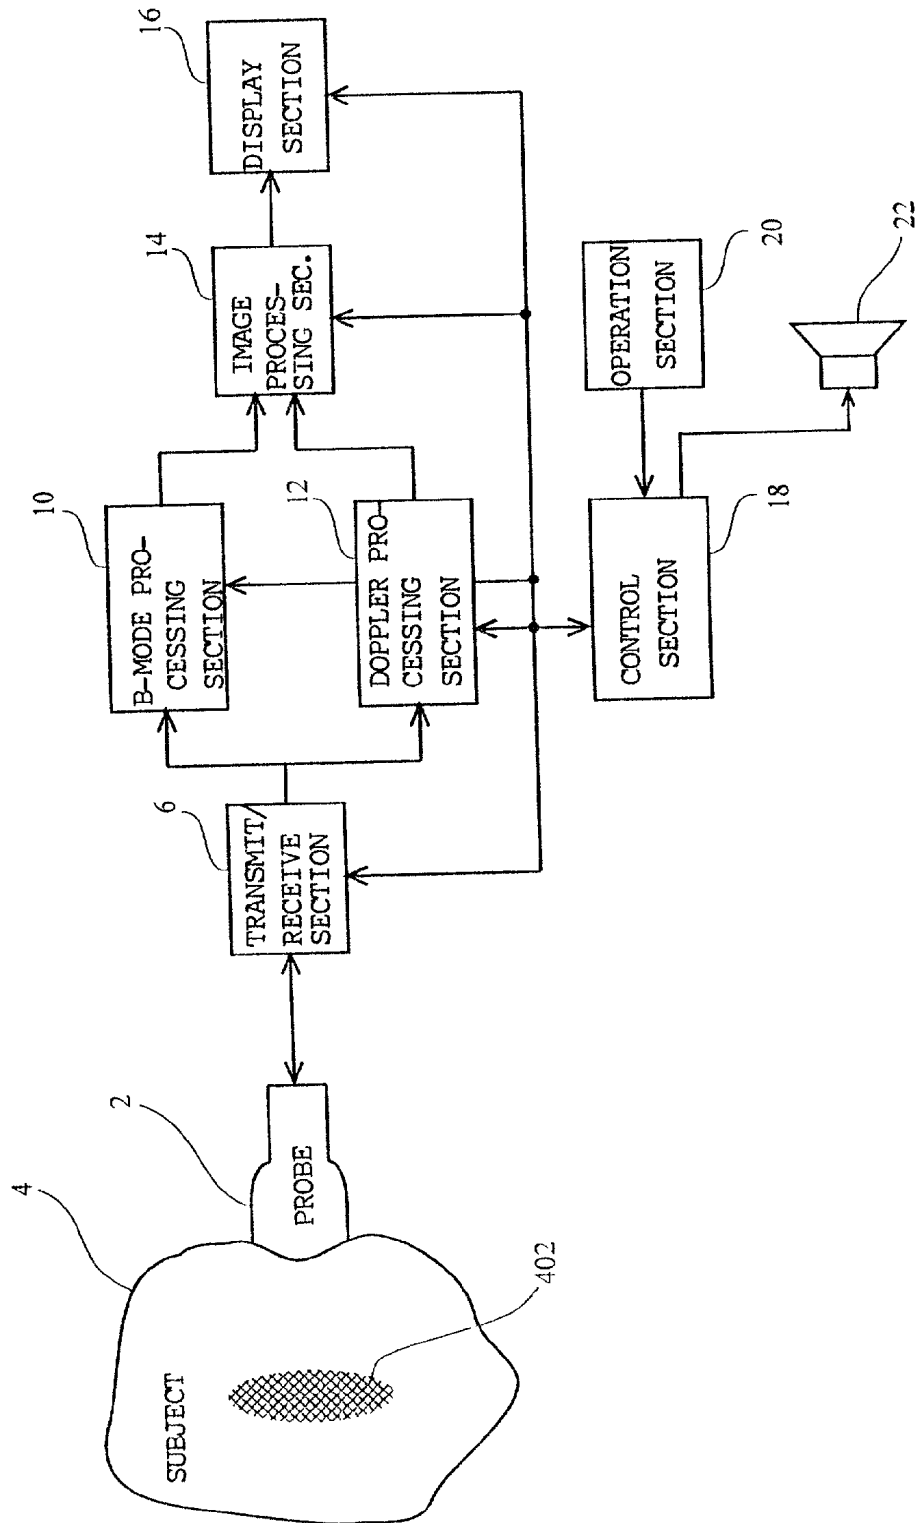 SUBJECT
4
402
PROBE
2
TRANSMIT/
RECEIVE
SECTION
6
B-MODE PRO-
CESSING
SECTION
10
DOPPLER PRO-
CESSING
SECTION
12
IMAGE
PROCES-
SING SEC.
14
DISPLAY
SECTION
16
CONTROL
SECTION
18
OPERATION
SECTION
20
22